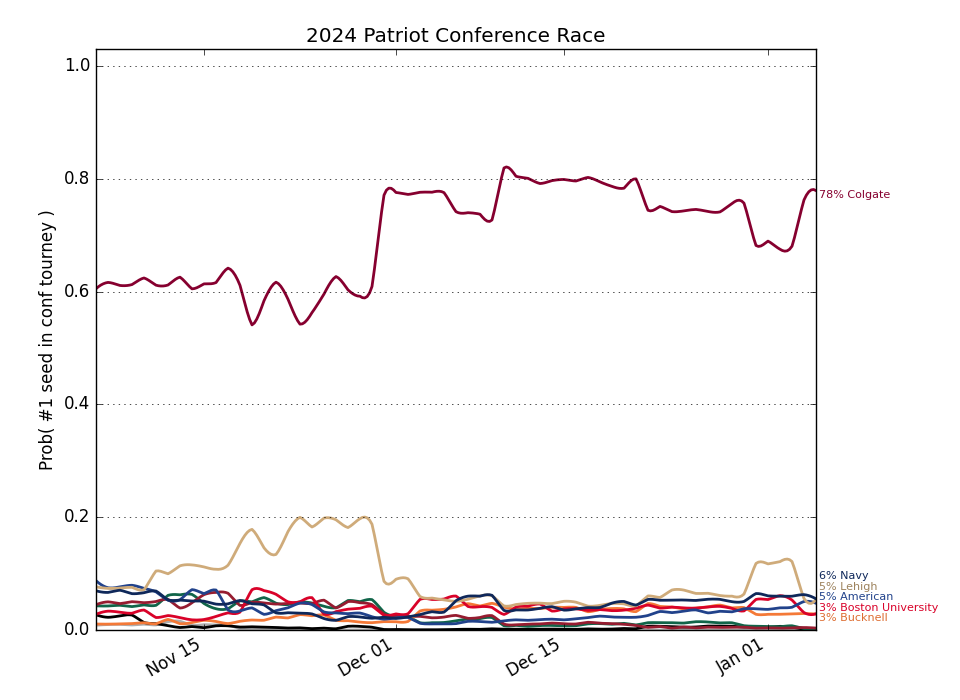 2024 Patriot Conference Race
Prob( #1 seed in conf tourney )
1.0
0.8
0.6
0.4
0.2
0.0
Nov 15
Dec 01
Dec 15
Jan 01
78% Colgate
6% Navy
5% Lehigh
5% American
3% Boston University
3% Bucknell